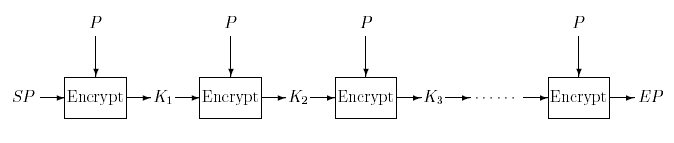 P P P P
SP Encrypt K1 Encrypt K2 Encrypt K3 ...... Encrypt EP